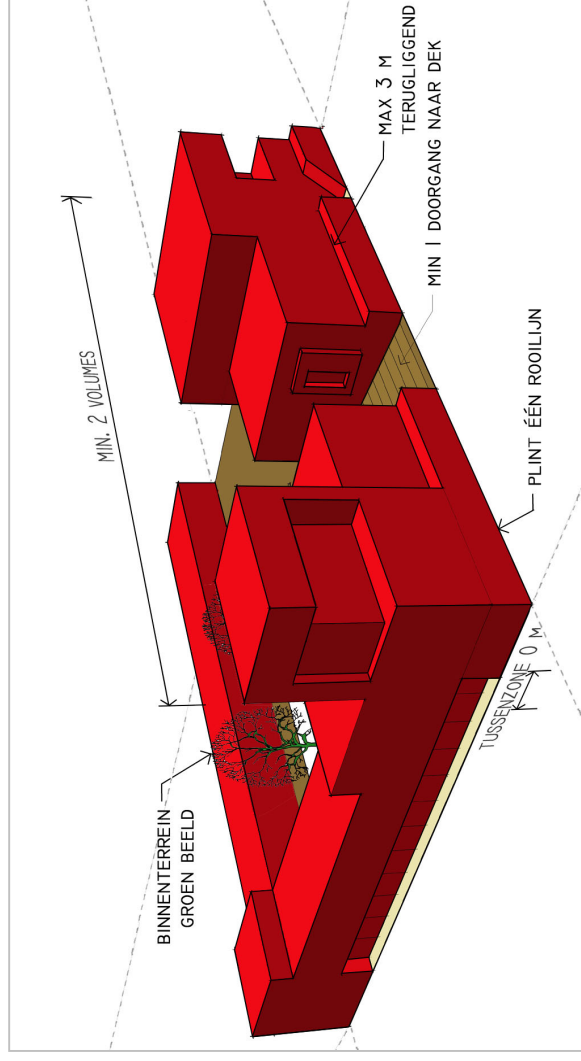 MIN. 2 VOLUMES
MAX 3 M
TERUGLIGGEND
MIN 1 DOORGANG NAAR DEK
PLINT ÉÉN ROOILIJN
TUSSENZONE 0 M
BINNENTERREIN
GROEN BEELD